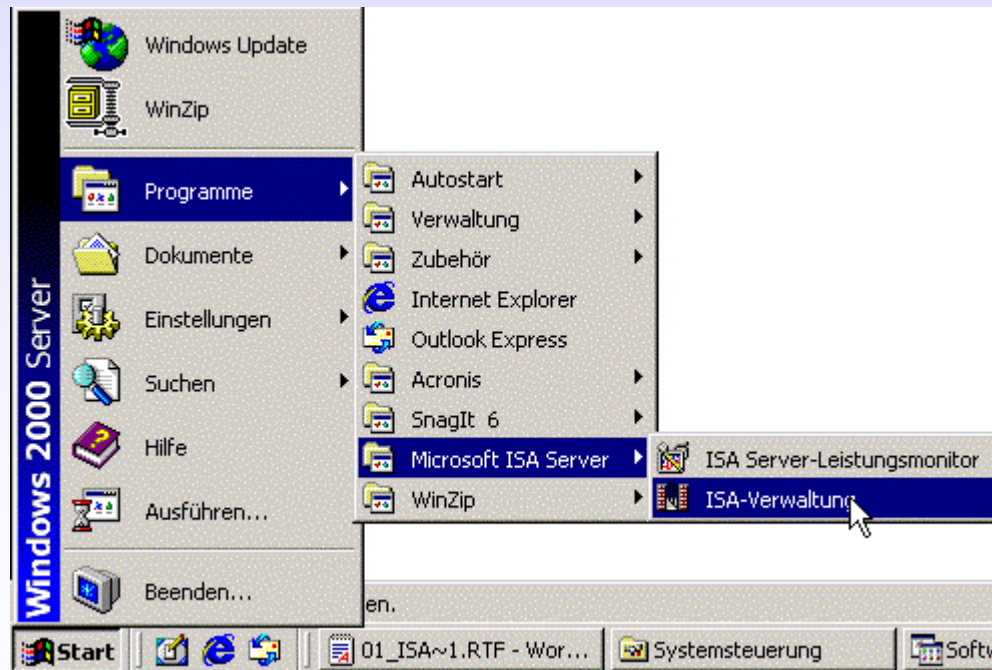 Windows 2000 Server
Windows Update
WinZip
Programme
Dokumente
Einstellungen
Suchen
Hilfe
Ausführen...
Beenden...
Autostart
Verwaltung
Zubehör
Internet Explorer
Outlook Express
Acronis
SnagIt 6
Microsoft ISA Server
WinZip
ISA Server-Leistungsmonitor
ISA-Verwaltung
en.
Start
01_ISA~1.RTF - Wor...
Systemsteuerung
Softw